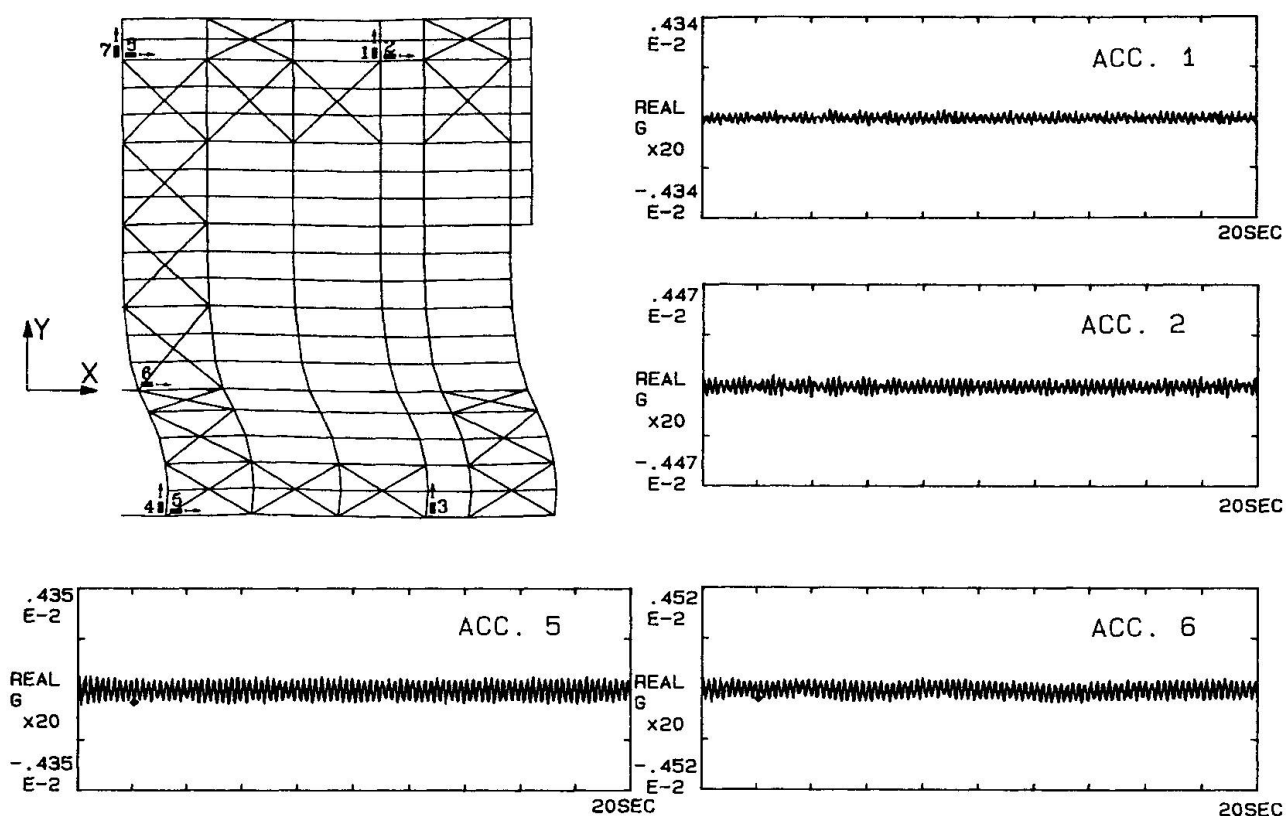 7 9
1 2
Y
X
6
4 5
3
.434
E-2
ACC. 1
REAL
G
x20
-.434
E-2
20SEC
.447
E-2
ACC. 2
REAL
G
x20
-.447
E-2
20SEC
.435
E-2
ACC. 5
REAL
G
x20
-.435
E-2
20SEC
.452
E-2
ACC. 6
REAL
G
x20
-.452
E-2
20SEC